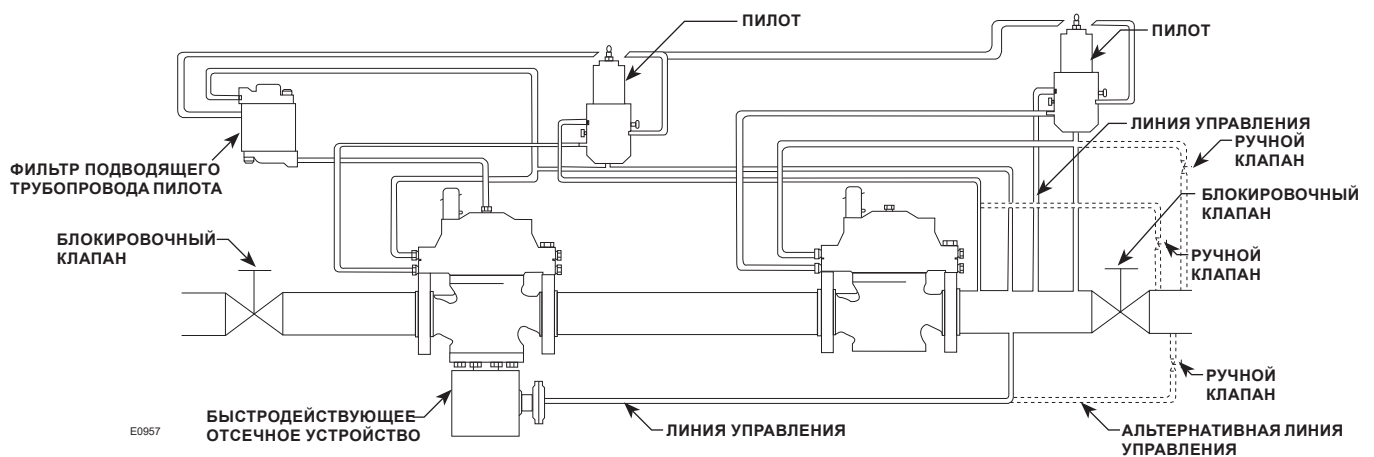 ПИЛОТ
ПИЛОТ
ЛИНИЯ УПРАВЛЕНИЯ
РУЧНОЙ
КЛАПАН
ФИЛЬТР ПОДВОДЯЩЕГО
ТРУБОПРОВОДА ПИЛОТА
БЛОКИРОВОЧНЫЙ
КЛАПАН
БЛОКИРОВОЧНЫЙ
КЛАПАН
РУЧНОЙ
КЛАПАН
РУЧНОЙ
КЛАПАН
БЫСТРОДЕЙСТВУЮЩЕЕ
ОТСЕЧНОЕ УСТРОЙСТВО
ЛИНИЯ УПРАВЛЕНИЯ
АЛЬТЕРНАТИВНАЯ ЛИНИЯ
УПРАВЛЕНИЯ
E0957